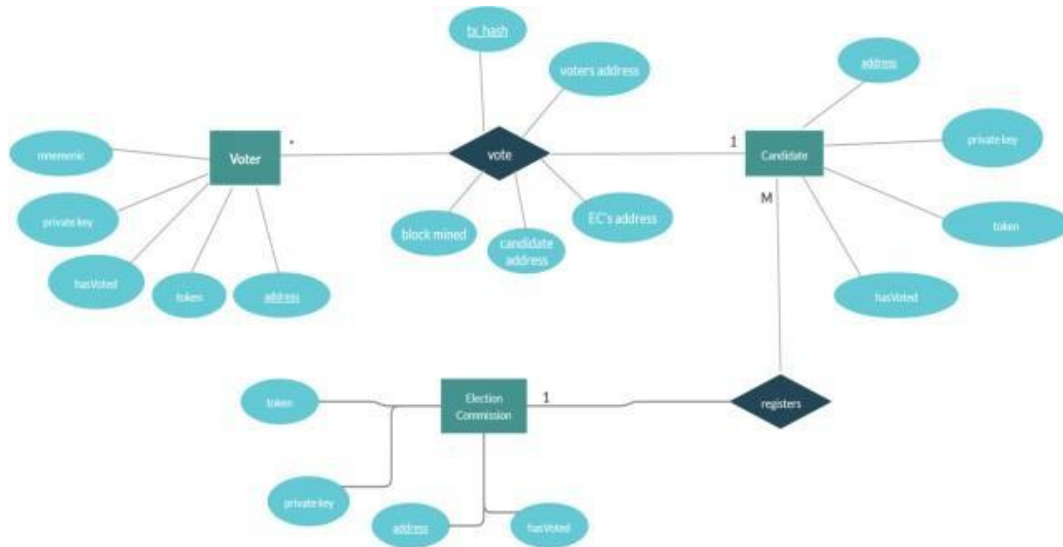 tx_hash
voters address
address
mnemonic
Voter
*
vote
1
Candidate
private key
private key
M
block mined
candidate
address
EC's address
token
hasVoted
token
address
hasVoted
token
Election
Commission
1
registers
private key
address
hasVoted